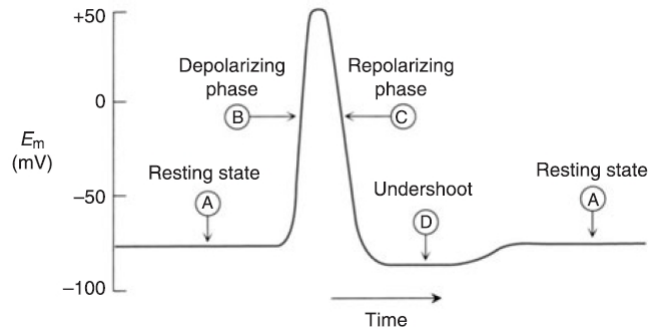 +50
Depolarizing
phase
B
Repolarizing
phase
C
0
Em
(mV)
Resting state
A
Undershoot
D
Resting state
A
–50
–100
Time